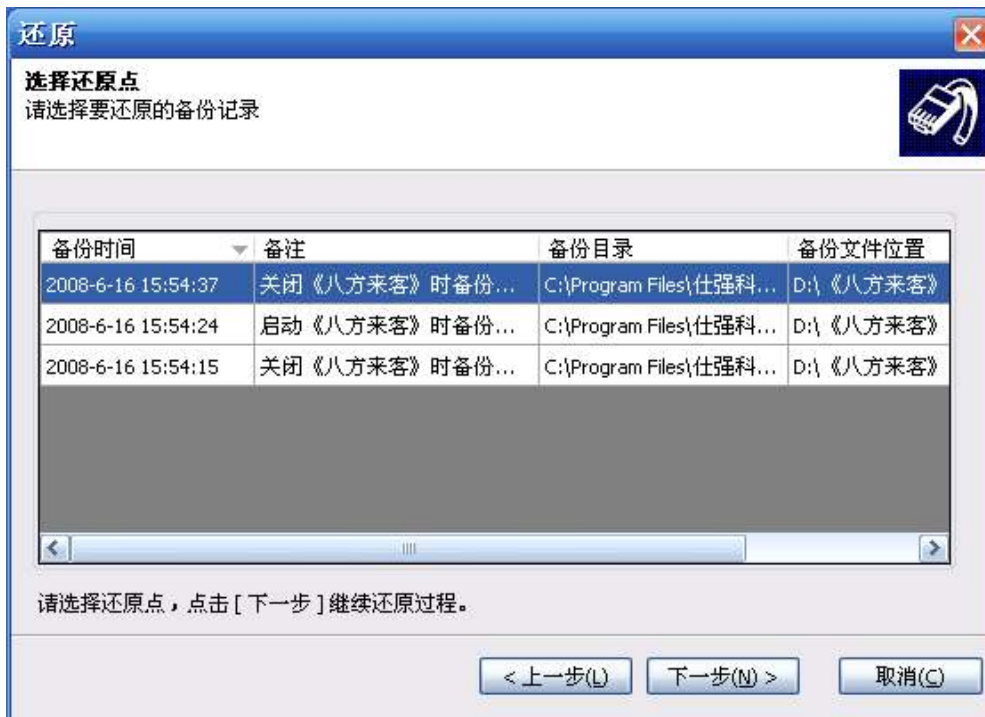 还原
选择还原点
请选择要还原的备份记录
备份时间 备注 备份目录 备份文件位置
2008-6-16 15:54:37 关闭《八方来客》时备份... C:\Program Files\仕强科... D:\《八方来客》
2008-6-16 15:54:24 启动《八方来客》时备份... C:\Program Files\仕强科... D:\《八方来客》
2008-6-16 15:54:15 关闭《八方来客》时备份... C:\Program Files\仕强科... D:\《八方来客》
请选择还原点，点击[下一步]继续还原过程。
<上一步(L) 下一步(N)> 取消(C)